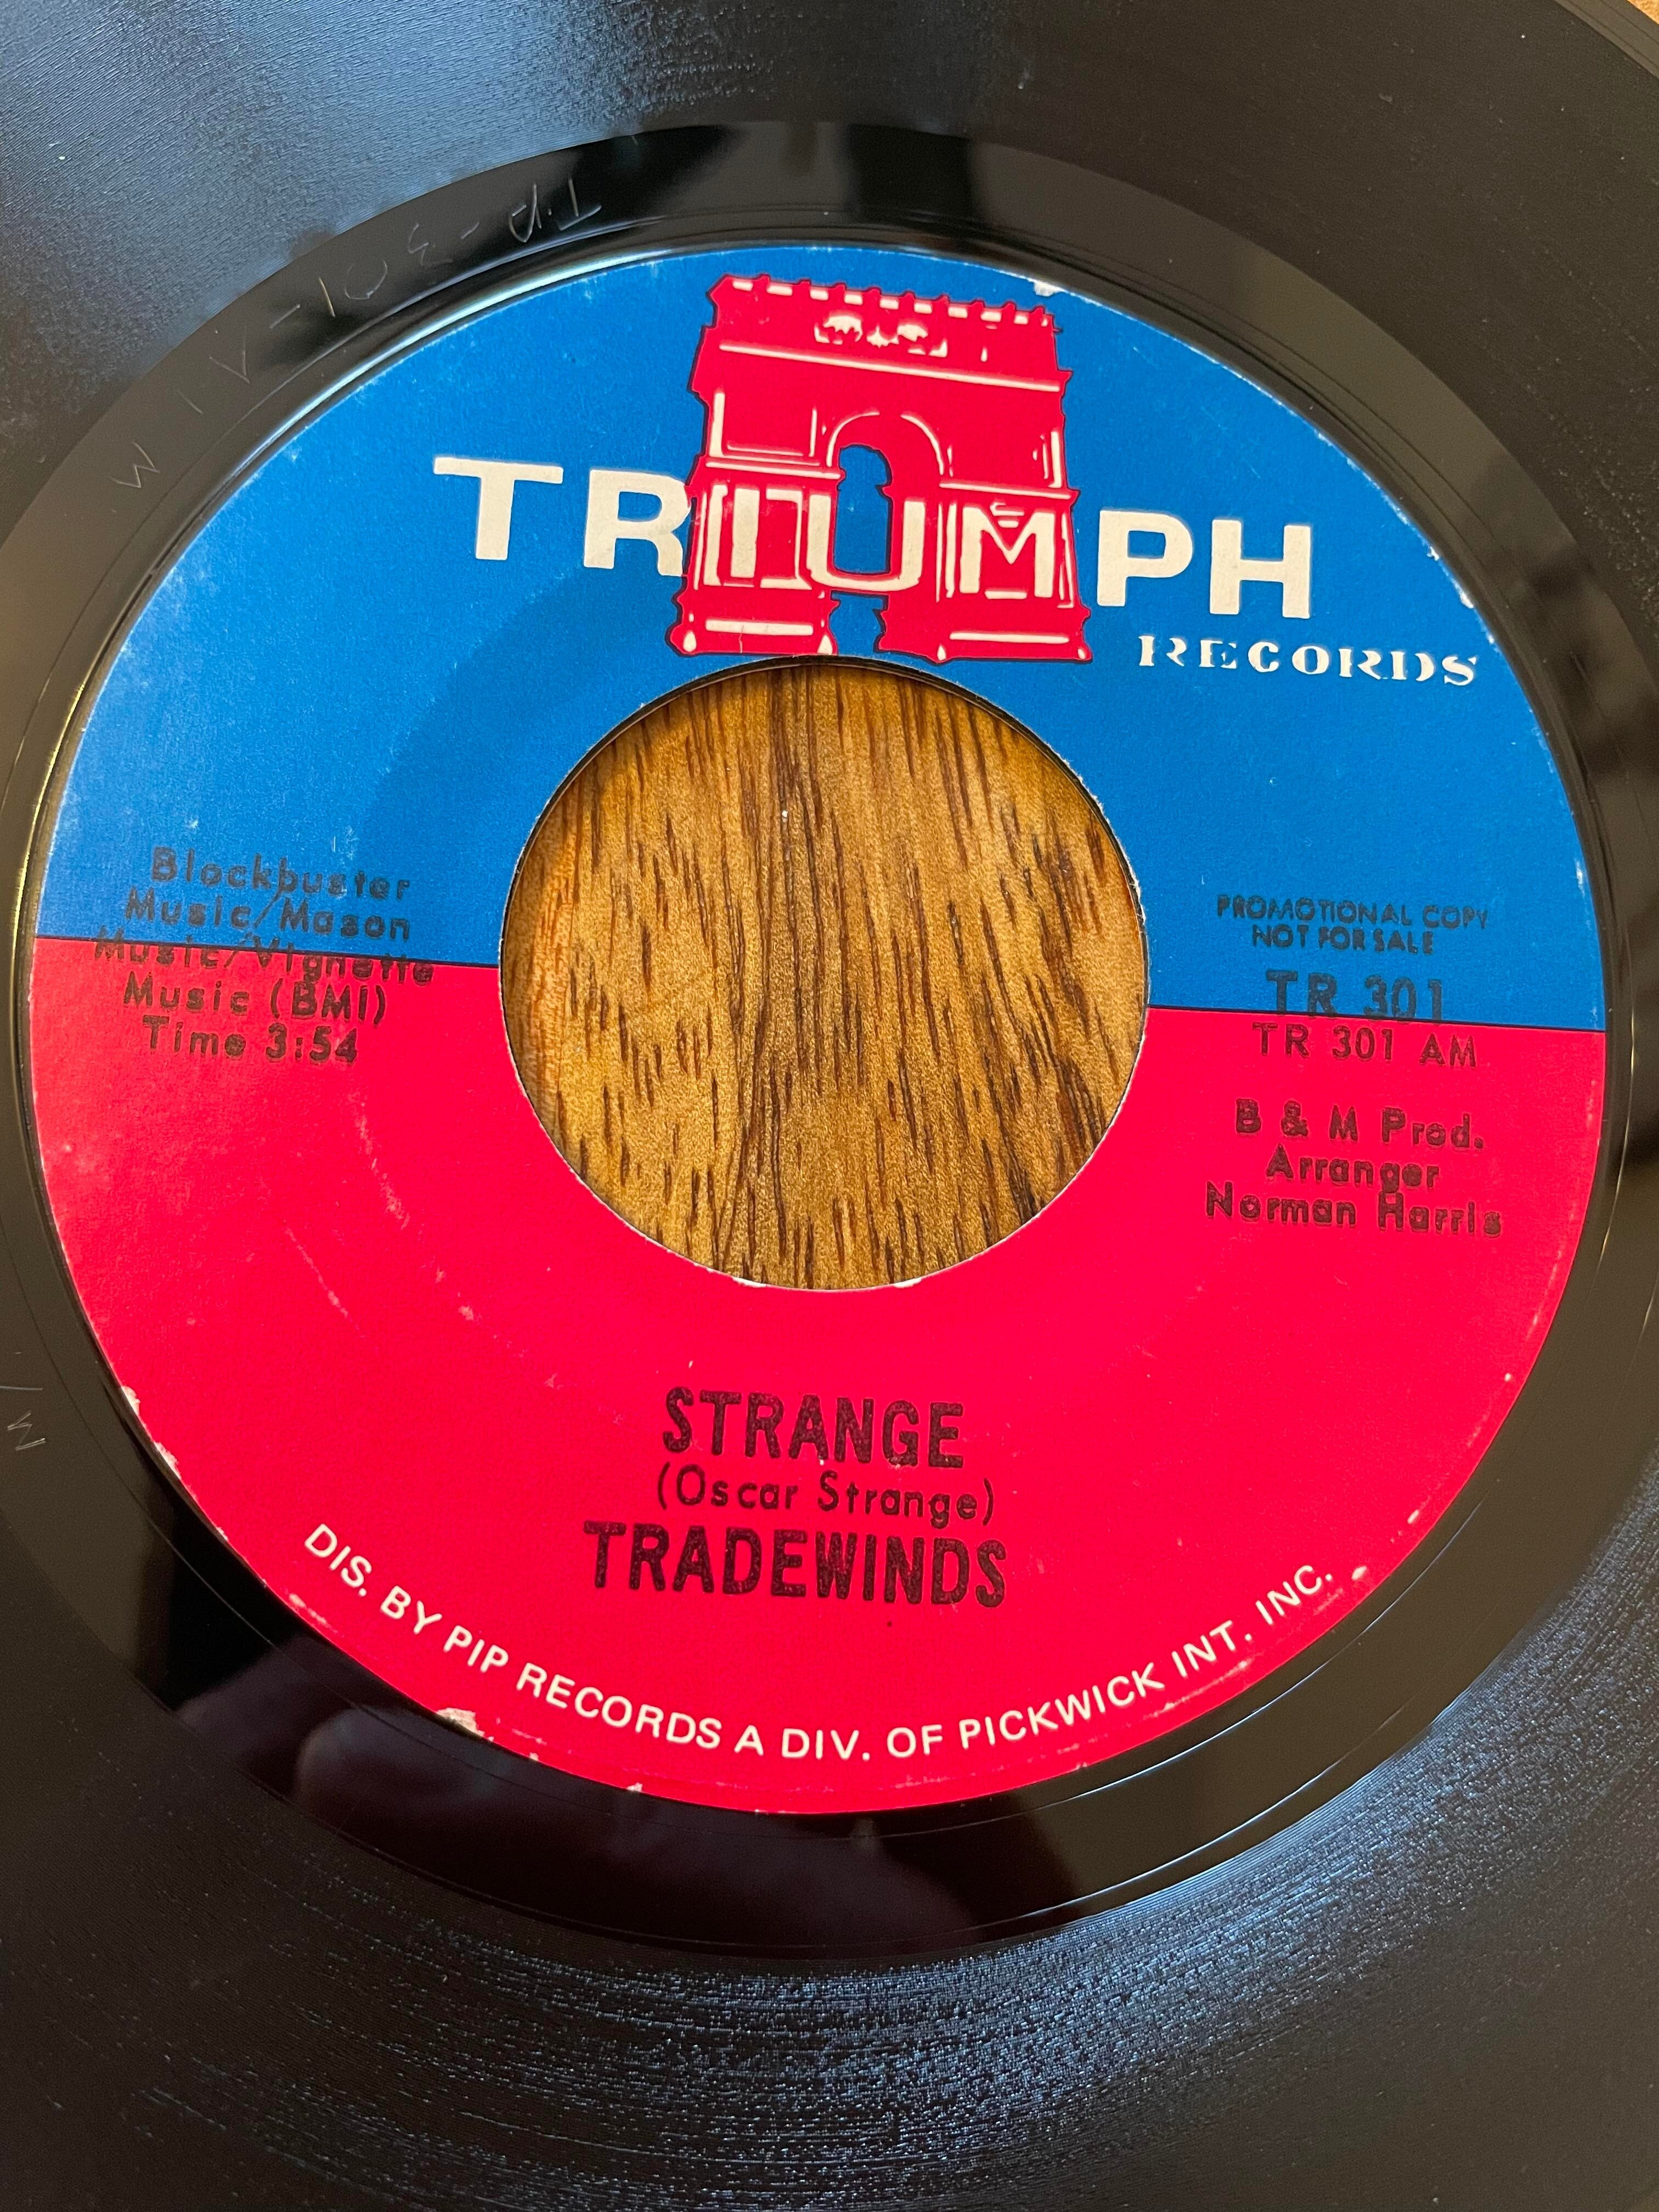 TR-301-A
TRIUMPH
RECORDS
Blockbuster
Music/Mason
Music/Vignette
Music (BMI)
Time 3:54
PROMOTIONAL COPY
NOT FOR SALE
TR 301
TR 301 AM
B & M Prod.
Arranger
Norman Harris
STRANGE
(Oscar Strange)
TRADEWINDS
DIS. BY PIP RECORDS A DIV. OF PICKWICK INT. INC.